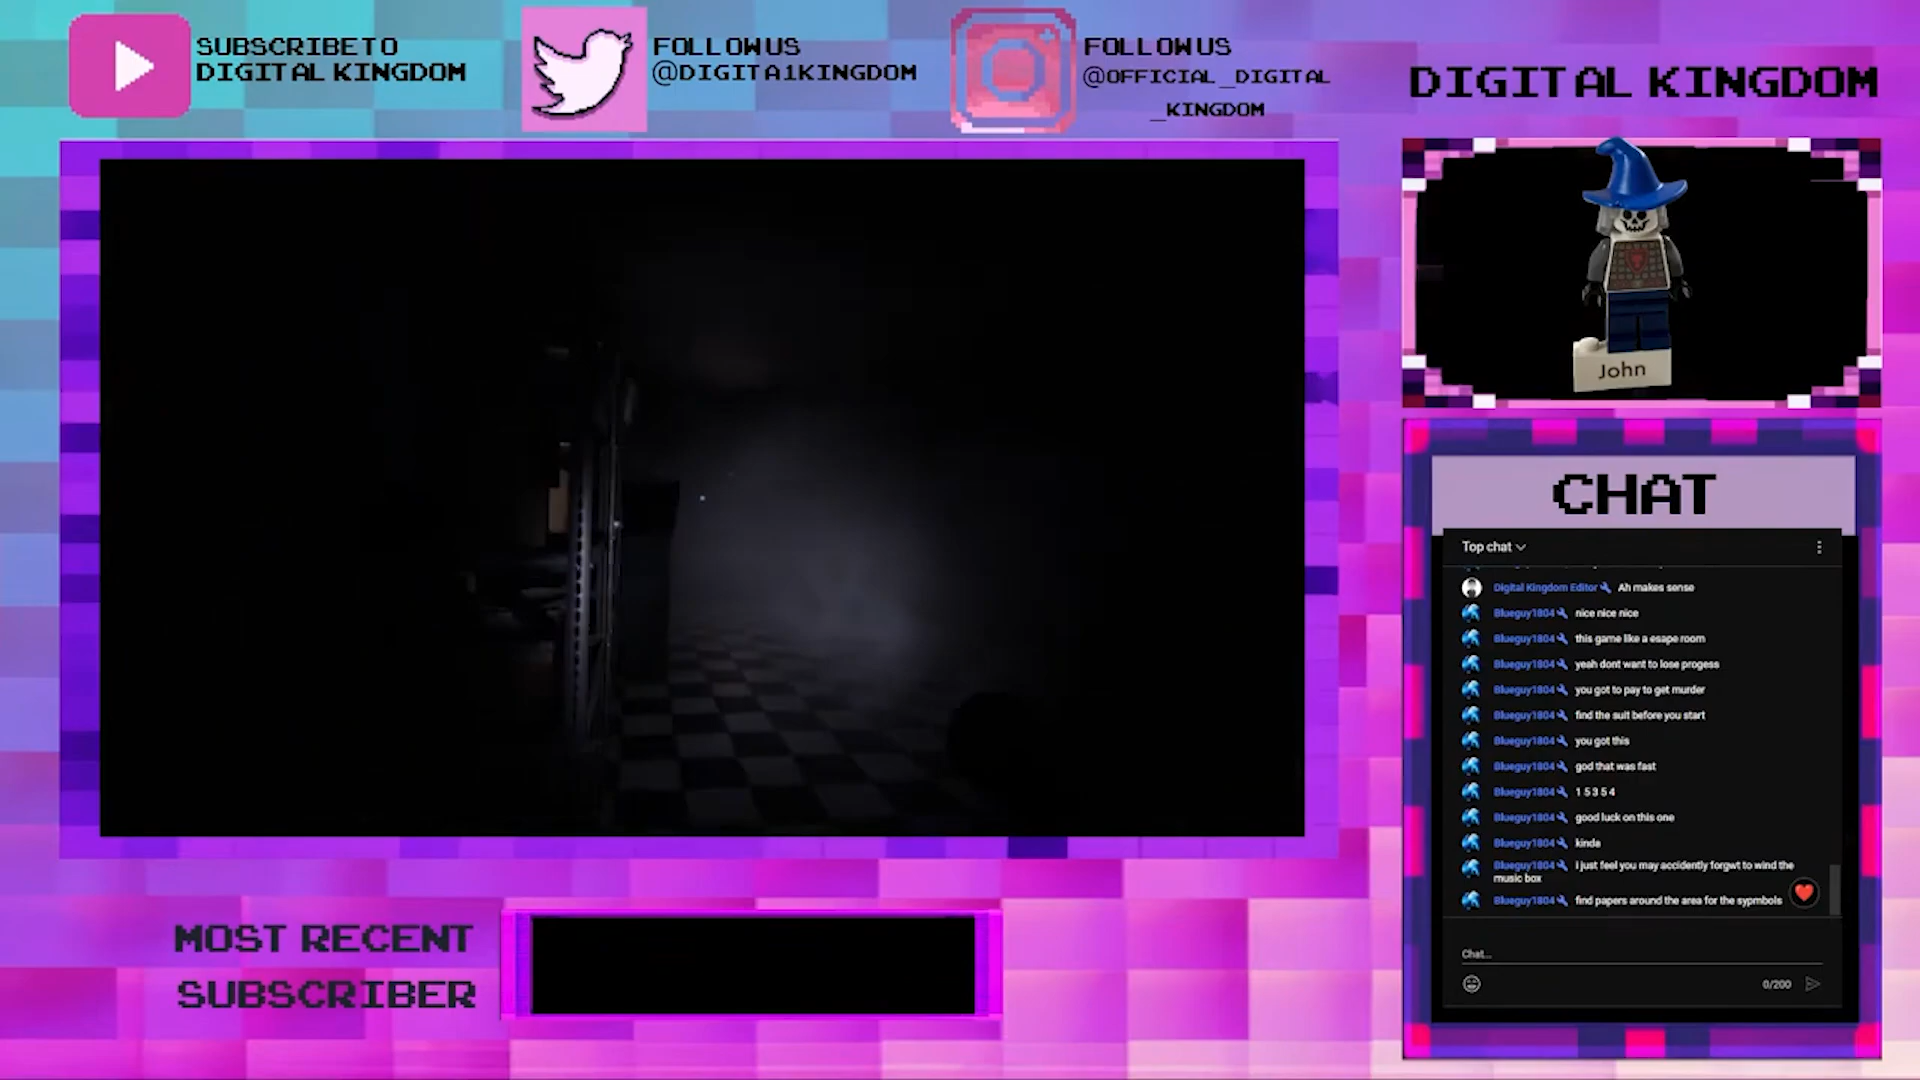 SUBSCRIBE TO
DIGITAL KINGDOM
FOLLOW US
@DIGITA1KINGDOM
FOLLOW US
@OFFICIAL_DIGITAL
_KINGDOM
DIGITAL KINGDOM
John
CHAT
Top chat
Digital Kingdom Editor Ah makes sense
Blueguy1804 nice nice nice
Blueguy1804 this game like a esape room
Blueguy1804 yeah dont want to lose progess
Blueguy1804 you got to pay to get murder
Blueguy1804 find the suit before you start
Blueguy1804 you got this
Blueguy1804 god that was fast
Blueguy1804 1 5 3 5 4
Blueguy1804 good luck on this one
Blueguy1804 kinda
Blueguy1804 i just feel you may accidently forgwt to wind the
music box
Blueguy1804 find papers around the area for the sypmbols
Chat...
0/200
MOST RECENT
SUBSCRIBER